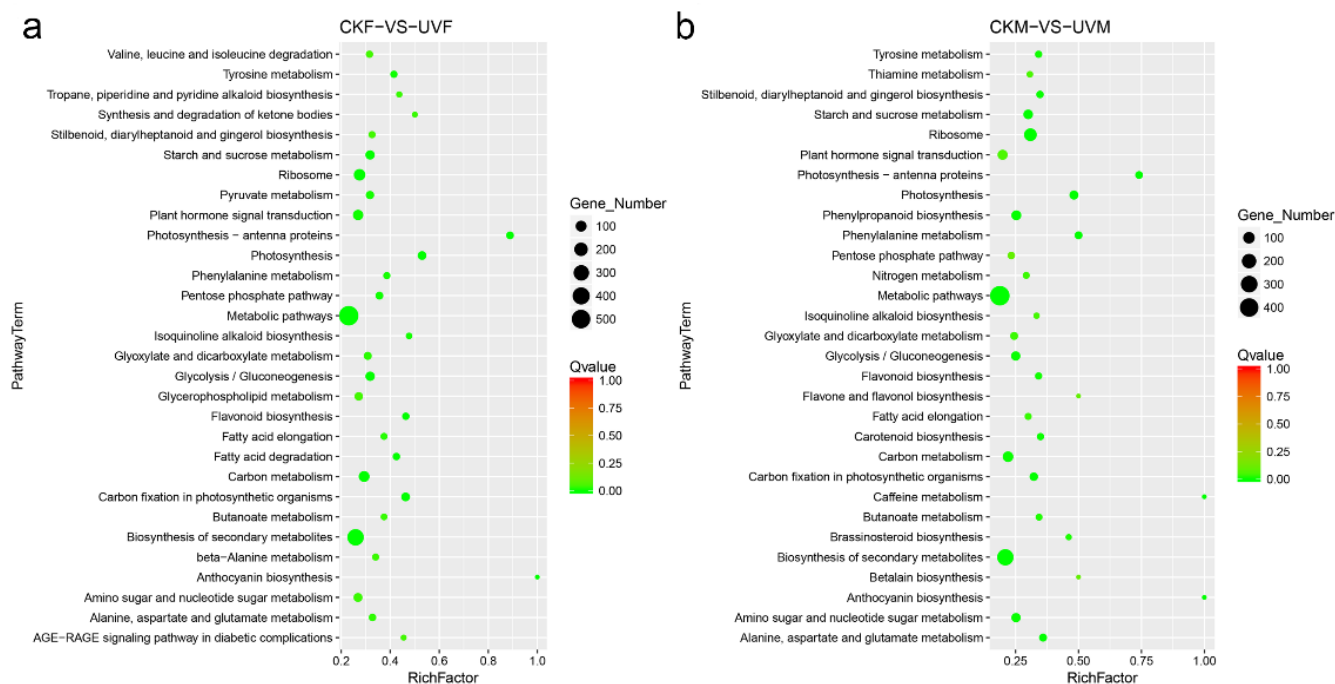 a
CKF-VS-UVF
PathwayTerm
Valine, leucine and isoleucine degradation
Tyrosine metabolism
Tropane, piperidine and pyridine alkaloid biosynthesis
Synthesis and degradation of ketone bodies
Stilbenoid, diarylheptanoid and gingerol biosynthesis
Starch and sucrose metabolism
Ribosome
Pyruvate metabolism
Plant hormone signal transduction
Photosynthesis - antenna proteins
Photosynthesis
Phenylalanine metabolism
Pentose phosphate pathway
Metabolic pathways
Isoquinoline alkaloid biosynthesis
Glyoxylate and dicarboxylate metabolism
Glycolysis / Gluconeogenesis
Glycerophospholipid metabolism
Flavonoid biosynthesis
Fatty acid elongation
Fatty acid degradation
Carbon metabolism
Carbon fixation in photosynthetic organisms
Butanoate metabolism
Biosynthesis of secondary metabolites
beta-Alanine metabolism
Anthocyanin biosynthesis
Amino sugar and nucleotide sugar metabolism
Alanine, aspartate and glutamate metabolism
AGE-RAGE signaling pathway in diabetic complications
0.2 0.4 0.6 0.8 1.0
RichFactor
Gene_Number
100
200
300
400
500
Qvalue
1.00
0.75
0.50
0.25
0.00
b
CKM-VS-UVM
PathwayTerm
Tyrosine metabolism
Thiamine metabolism
Stilbenoid, diarylheptanoid and gingerol biosynthesis
Starch and sucrose metabolism
Ribosome
Plant hormone signal transduction
Photosynthesis - antenna proteins
Photosynthesis
Phenylpropanoid biosynthesis
Phenylalanine metabolism
Pentose phosphate pathway
Nitrogen metabolism
Metabolic pathways
Isoquinoline alkaloid biosynthesis
Glyoxylate and dicarboxylate metabolism
Glycolysis / Gluconeogenesis
Flavonoid biosynthesis
Flavone and flavonol biosynthesis
Fatty acid elongation
Carotenoid biosynthesis
Carbon metabolism
Carbon fixation in photosynthetic organisms
Caffeine metabolism
Butanoate metabolism
Brassinosteroid biosynthesis
Biosynthesis of secondary metabolites
Betalain biosynthesis
Anthocyanin biosynthesis
Amino sugar and nucleotide sugar metabolism
Alanine, aspartate and glutamate metabolism
0.25 0.50 0.75 1.00
RichFactor
Gene_Number
100
200
300
400
Qvalue
1.00
0.75
0.50
0.25
0.00